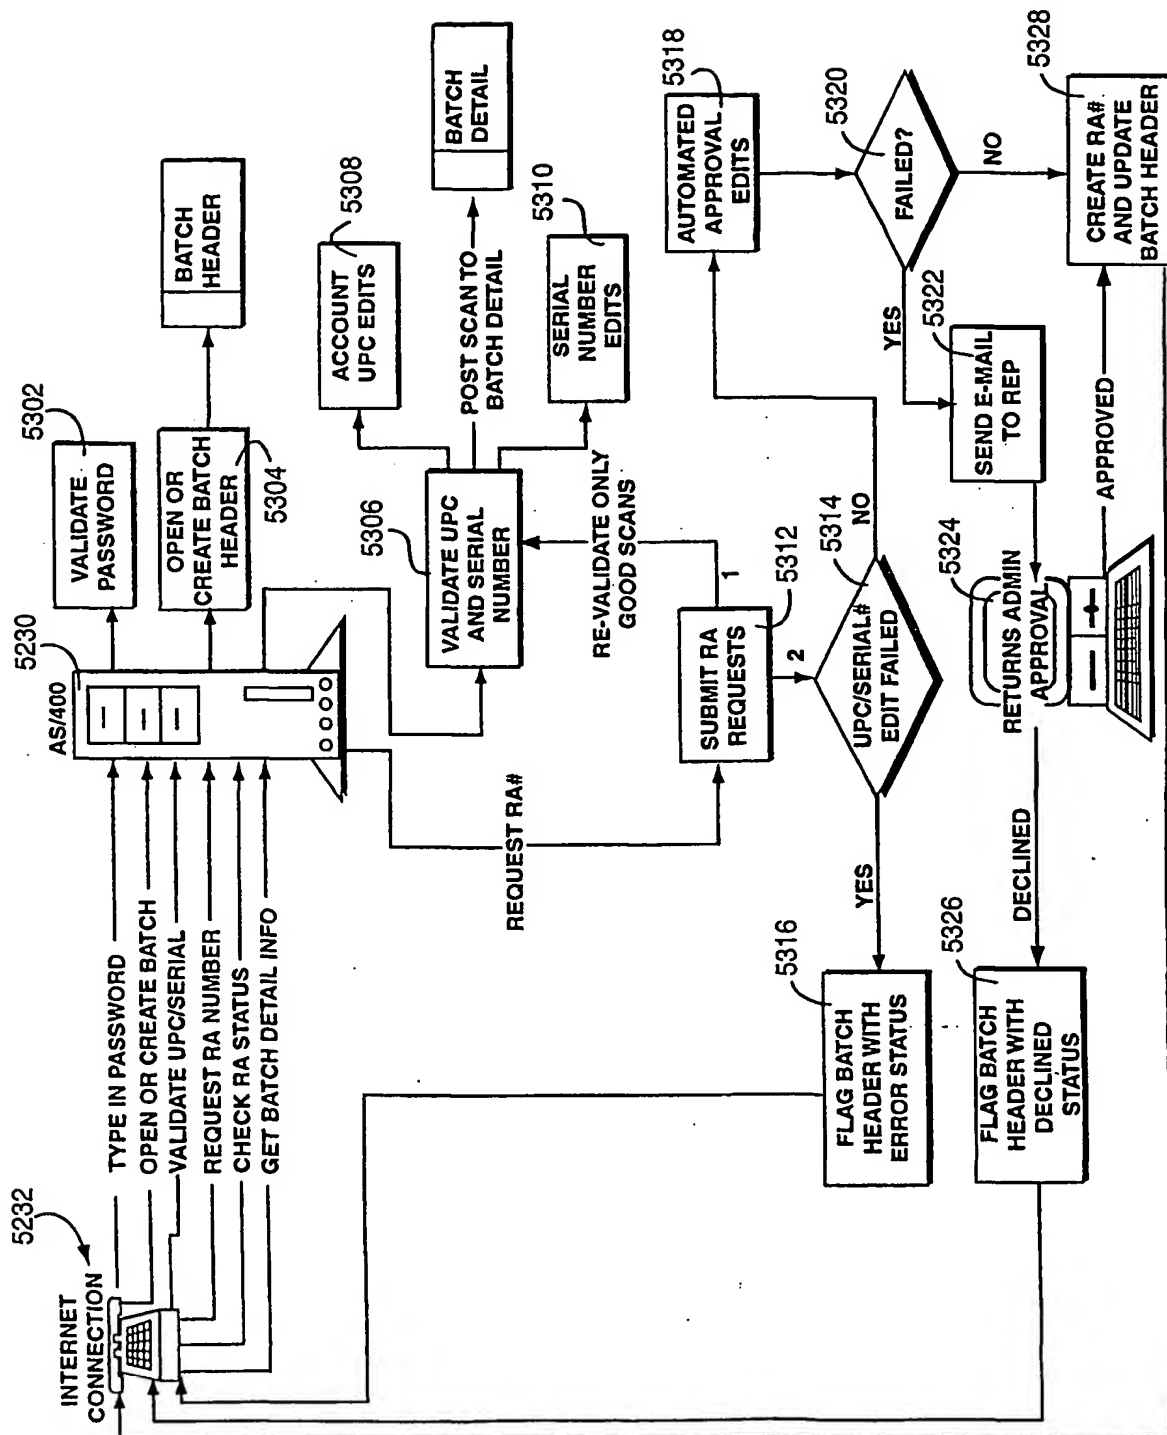 5232
INTERNET
CONNECTION
TYPE IN PASSWORD
OPEN OR CREATE BATCH
VALIDATE UPC/SERIAL
REQUEST RA NUMBER
CHECK RA STATUS
GET BATCH DETAIL INFO
AS/400
5230
VALIDATE
PASSWORD
5302
OPEN OR
CREATE BATCH
HEADER
5304
BATCH
HEADER
5306
VALIDATE UPC
AND SERIAL
NUMBER
ACCOUNT
UPC EDITS
5308
POST SCAN TO
BATCH DETAIL
BATCH
DETAIL
SERIAL
NUMBER
EDITS
5310
RE-VALIDATE ONLY
GOOD SCANS
REQUEST RA#
1
SUBMIT RA
REQUESTS
5312
2
UPC/SERIAL#
EDIT FAILED
5314
YES
NO
5316
FLAG BATCH
HEADER WITH
ERROR STATUS
AUTOMATED
APPROVAL
EDITS
5318
FAILED?
5320
YES
NO
SEND E-MAIL
TO REP
5322
RETURNS ADMIN
APPROVAL
5324
DECLINED
APPROVED
5326
FLAG BATCH
HEADER WITH
DECLINED
STATUS
CREATE RA#
AND UPDATE
BATCH HEADER
5328